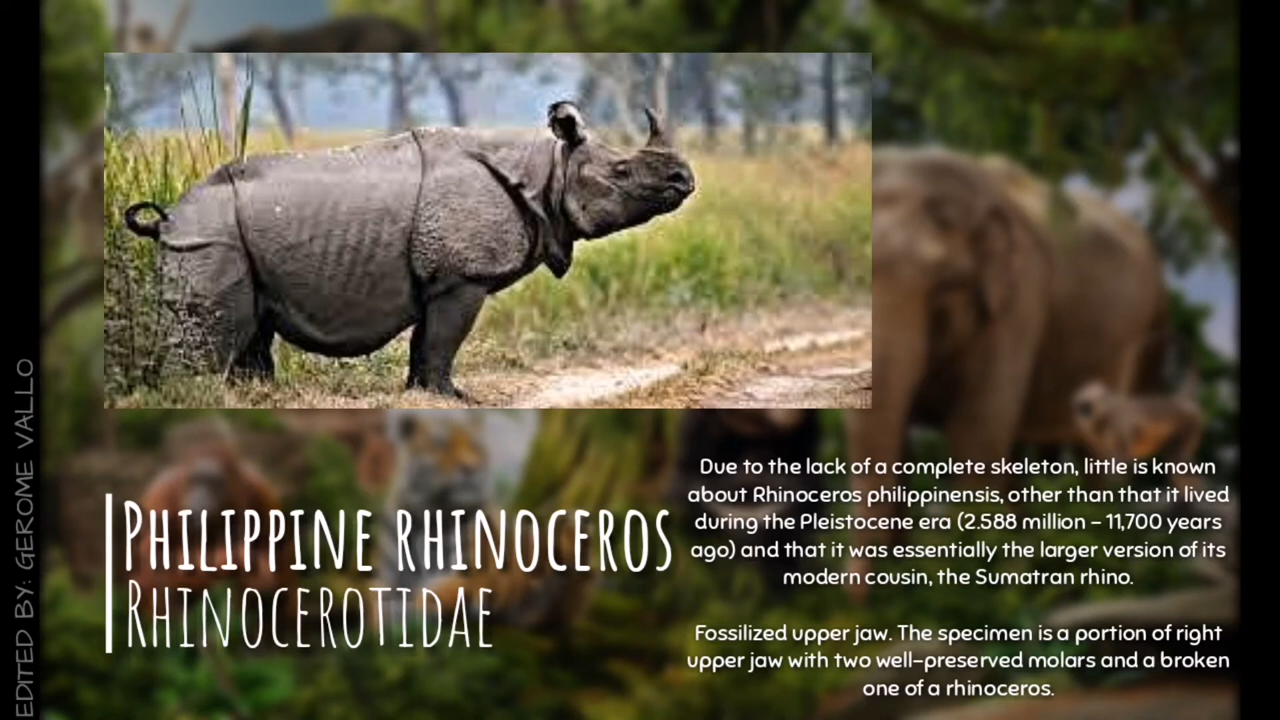 PHILIPPINE RHINOCEROS
RHINOCEROTIDAE
Due to the lack of a complete skeleton, little is known
about Rhinoceros philippinensis, other than that it lived
during the Pleistocene era (2.588 million – 11,700 years
ago) and that it was essentially the larger version of its
modern cousin, the Sumatran rhino.
Fossilized upper jaw. The specimen is a portion of right
upper jaw with two well-preserved molars and a broken
one of a rhinoceros.
EDITED BY: GEROME VALLO